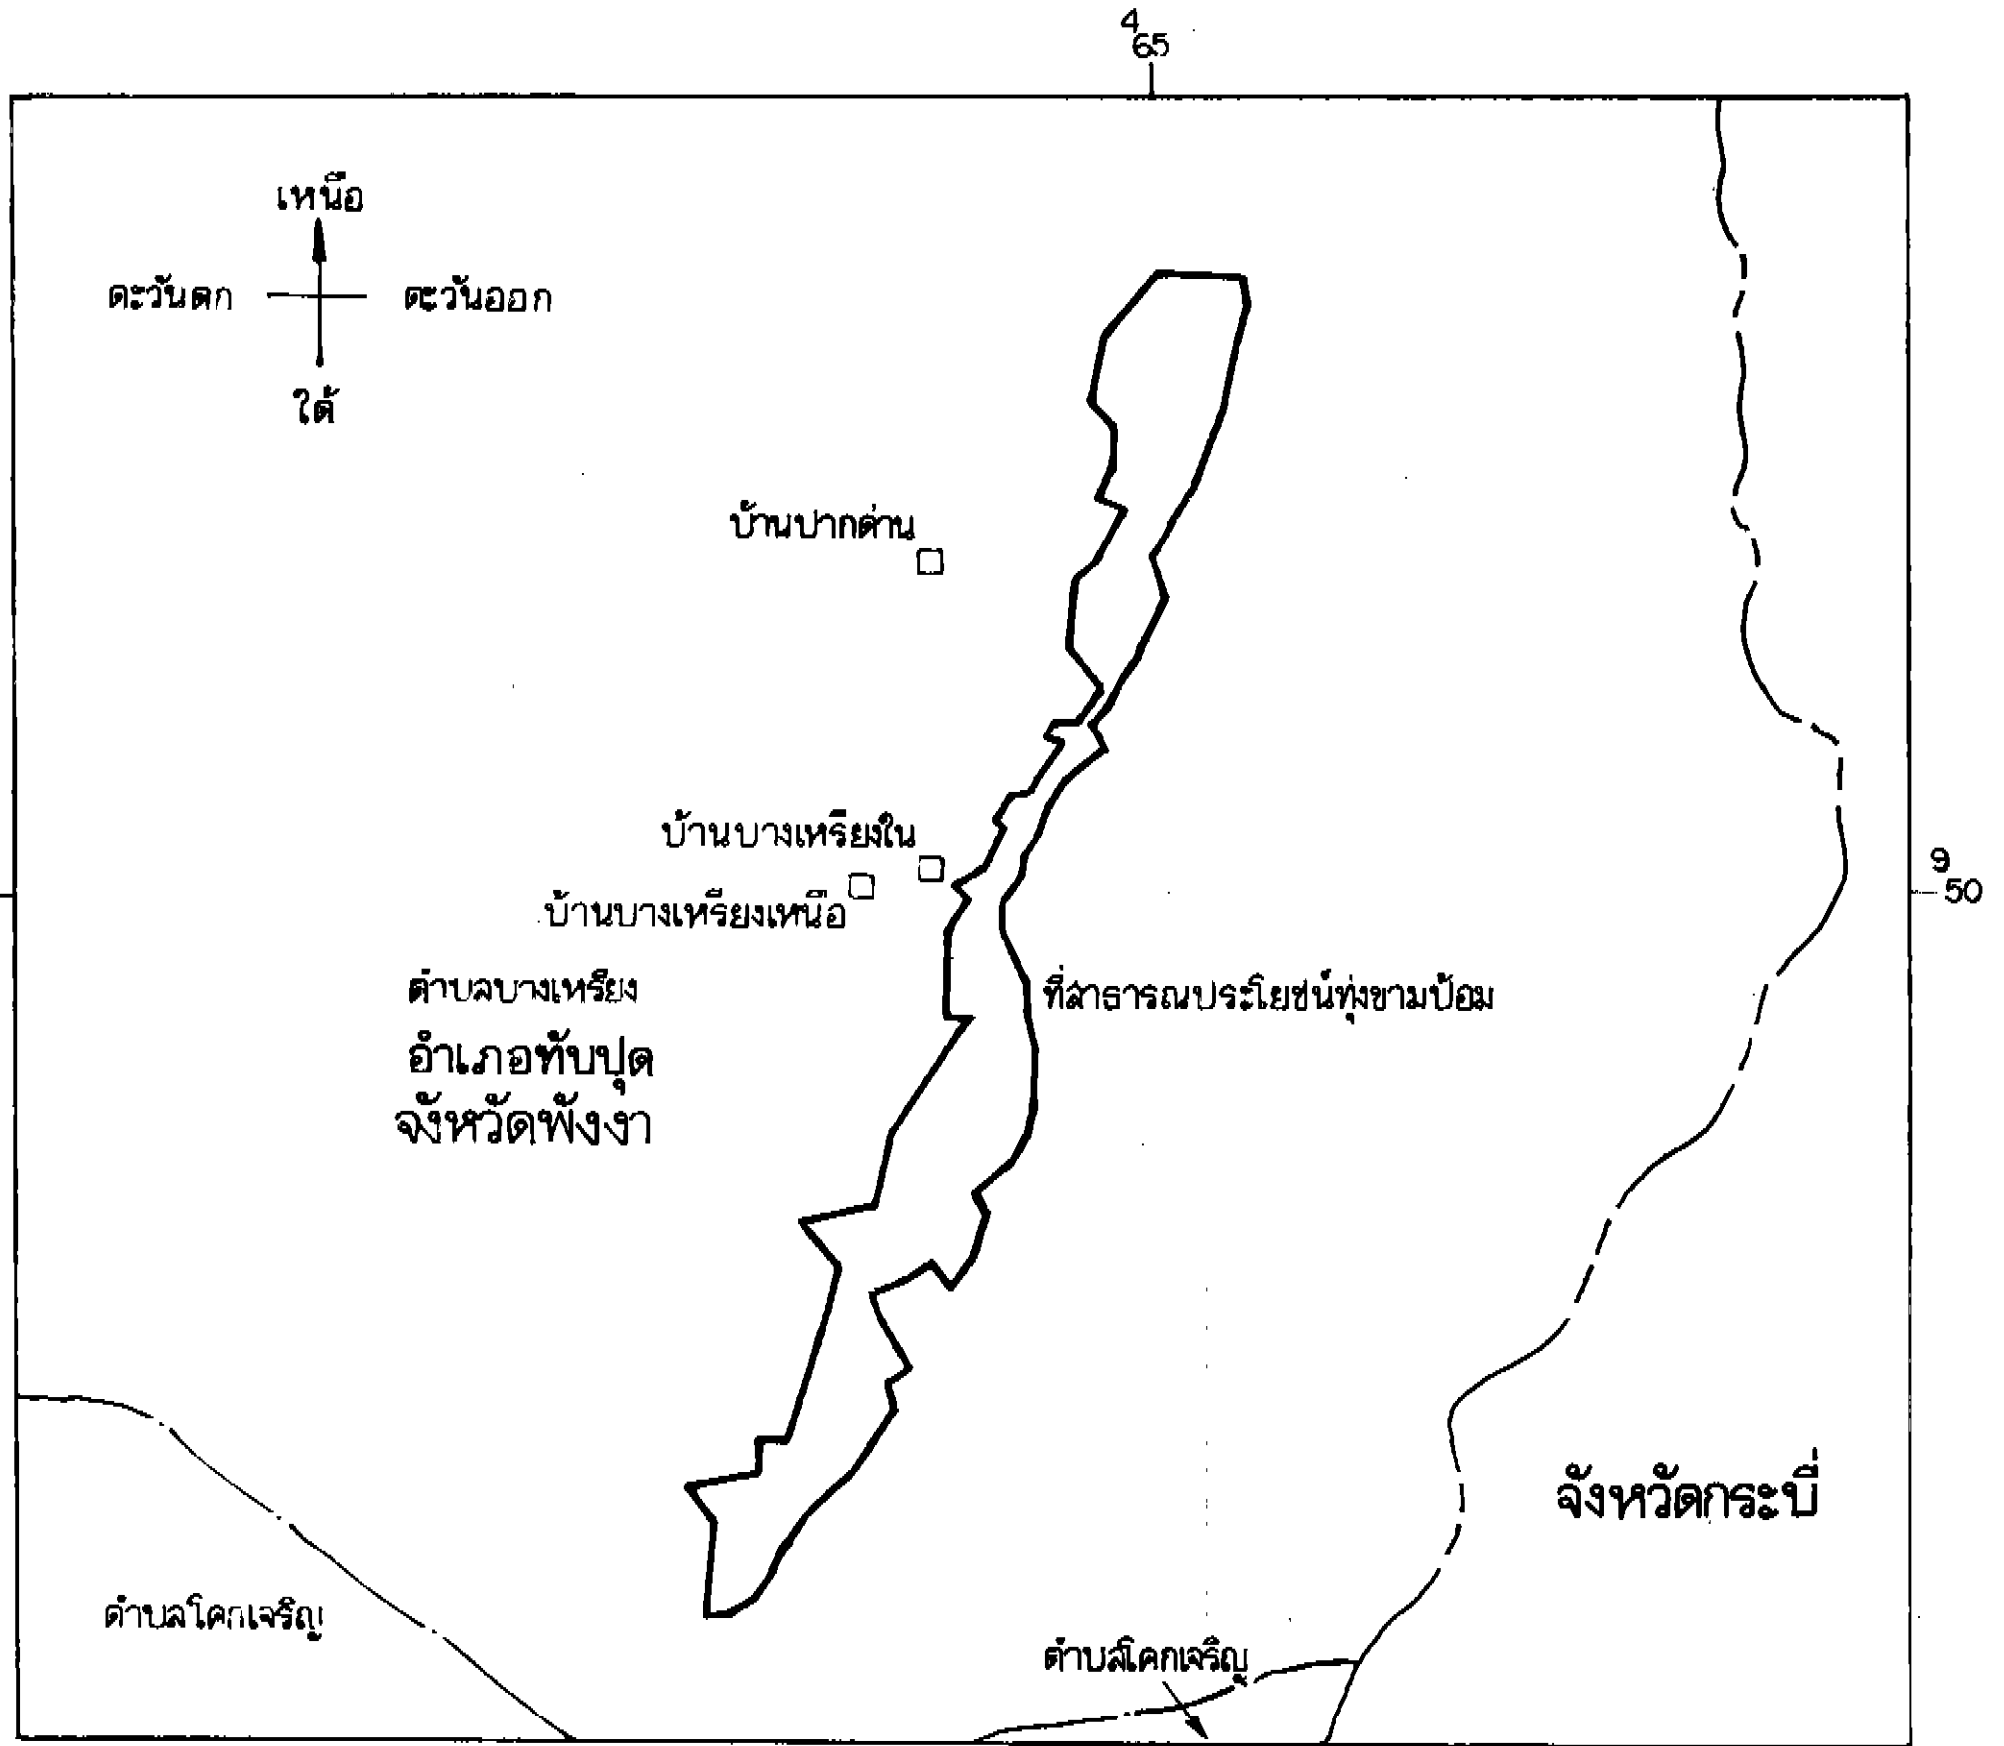 4
65
เหนือ
ตะวันตก ตะวันออก
ใต้
บ้านปากด่าน
บ้านบางเหรียงใน
9
50
บ้านบางเหรียงเหนือ
ตำบลบางเหรียง
ที่สาธารณประโยชน์ทุ่งขามป้อม
อำเภอทับปุด
จังหวัดพังงา
จังหวัดกระบี่
ตำบลโคกเจริญ
ตำบลโคกเจริญ